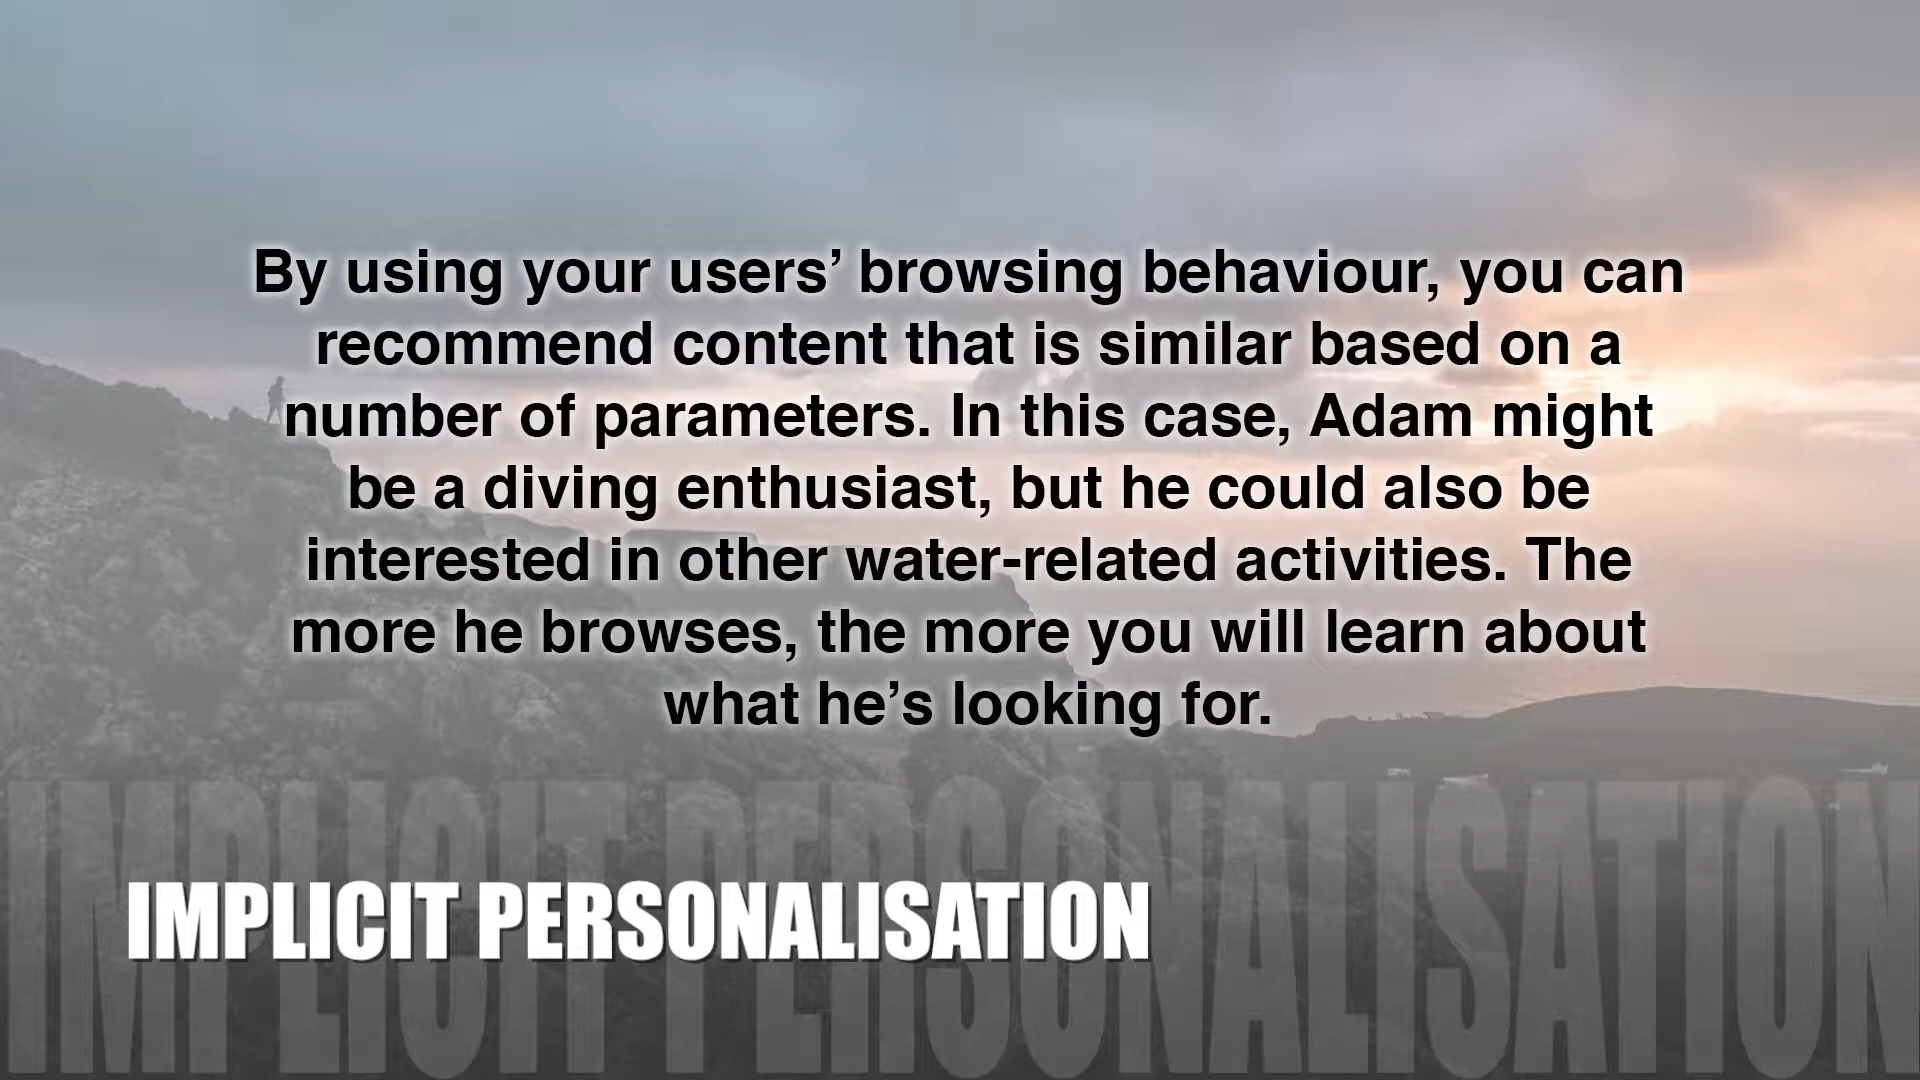 By using your users’ browsing behaviour, you can
recommend content that is similar based on a
number of parameters. In this case, Adam might
be a diving enthusiast, but he could also be
interested in other water-related activities. The
more he browses, the more you will learn about
what he’s looking for.
IMPLICIT PERSONALISATION
IMPLICIT PERSONALISATION